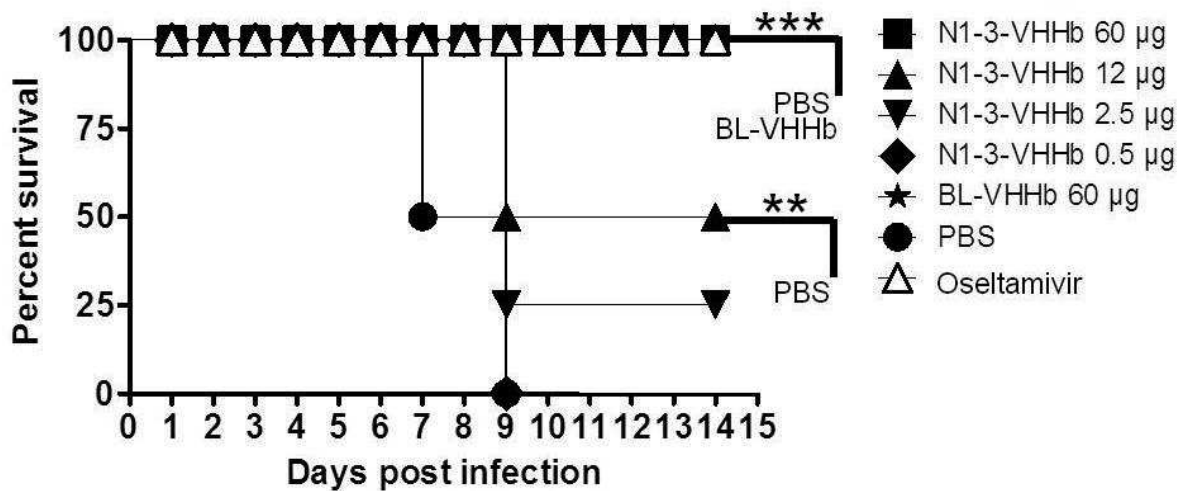 Percent survival
100
75
50
25
0
0 1 2 3 4 5 6 7 8 9 10 11 12 13 14 15
Days post infection
***
PBS
BL-VHHb
**
PBS
N1-3-VHHb 60 µg
N1-3-VHHb 12 µg
N1-3-VHHb 2.5 µg
N1-3-VHHb 0.5 µg
BL-VHHb 60 µg
PBS
Oseltamivir